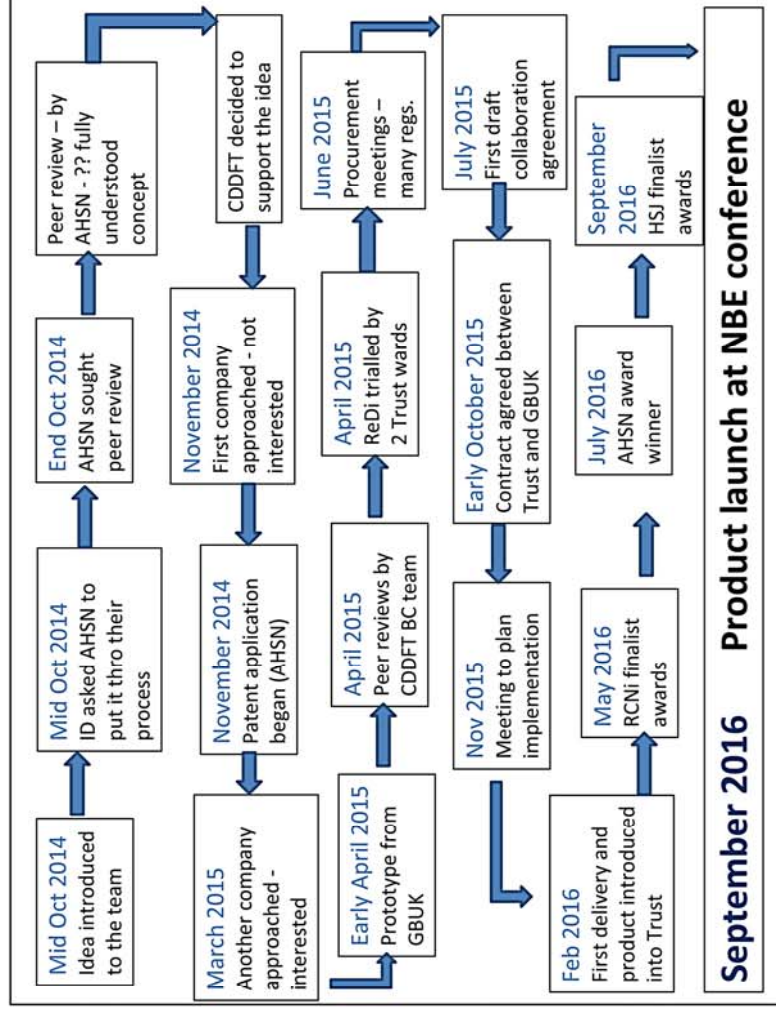 Mid Oct 2014
Idea introduced
to the team
Mid Oct 2014
ID asked AHSN to
put it thro their
process
End Oct 2014
AHSN sought
peer review
Peer review – by
AHSN - ?? fully
understood
concept
CDDFT decided to
support the idea
November 2014
First company
approached - not
interested
November 2014
Patent application
began (AHSN)
March 2015
Another company
approached -
interested
Early April 2015
Prototype from
GBUK
April 2015
Peer reviews by
CDDFT BC team
April 2015
ReDi trialled by
2 Trust wards
June 2015
Procurement
meetings –
many regs.
July 2015
First draft
collaboration
agreement
Early October 2015
Contract agreed between
Trust and GBUK
Nov 2015
Meeting to plan
implementation
Feb 2016
First delivery and
product introduced
into Trust
May 2016
RCNi finalist
awards
July 2016
AHSN award
winner
September
2016
HSJ finalist
awards
September 2016 Product launch at NBE conference